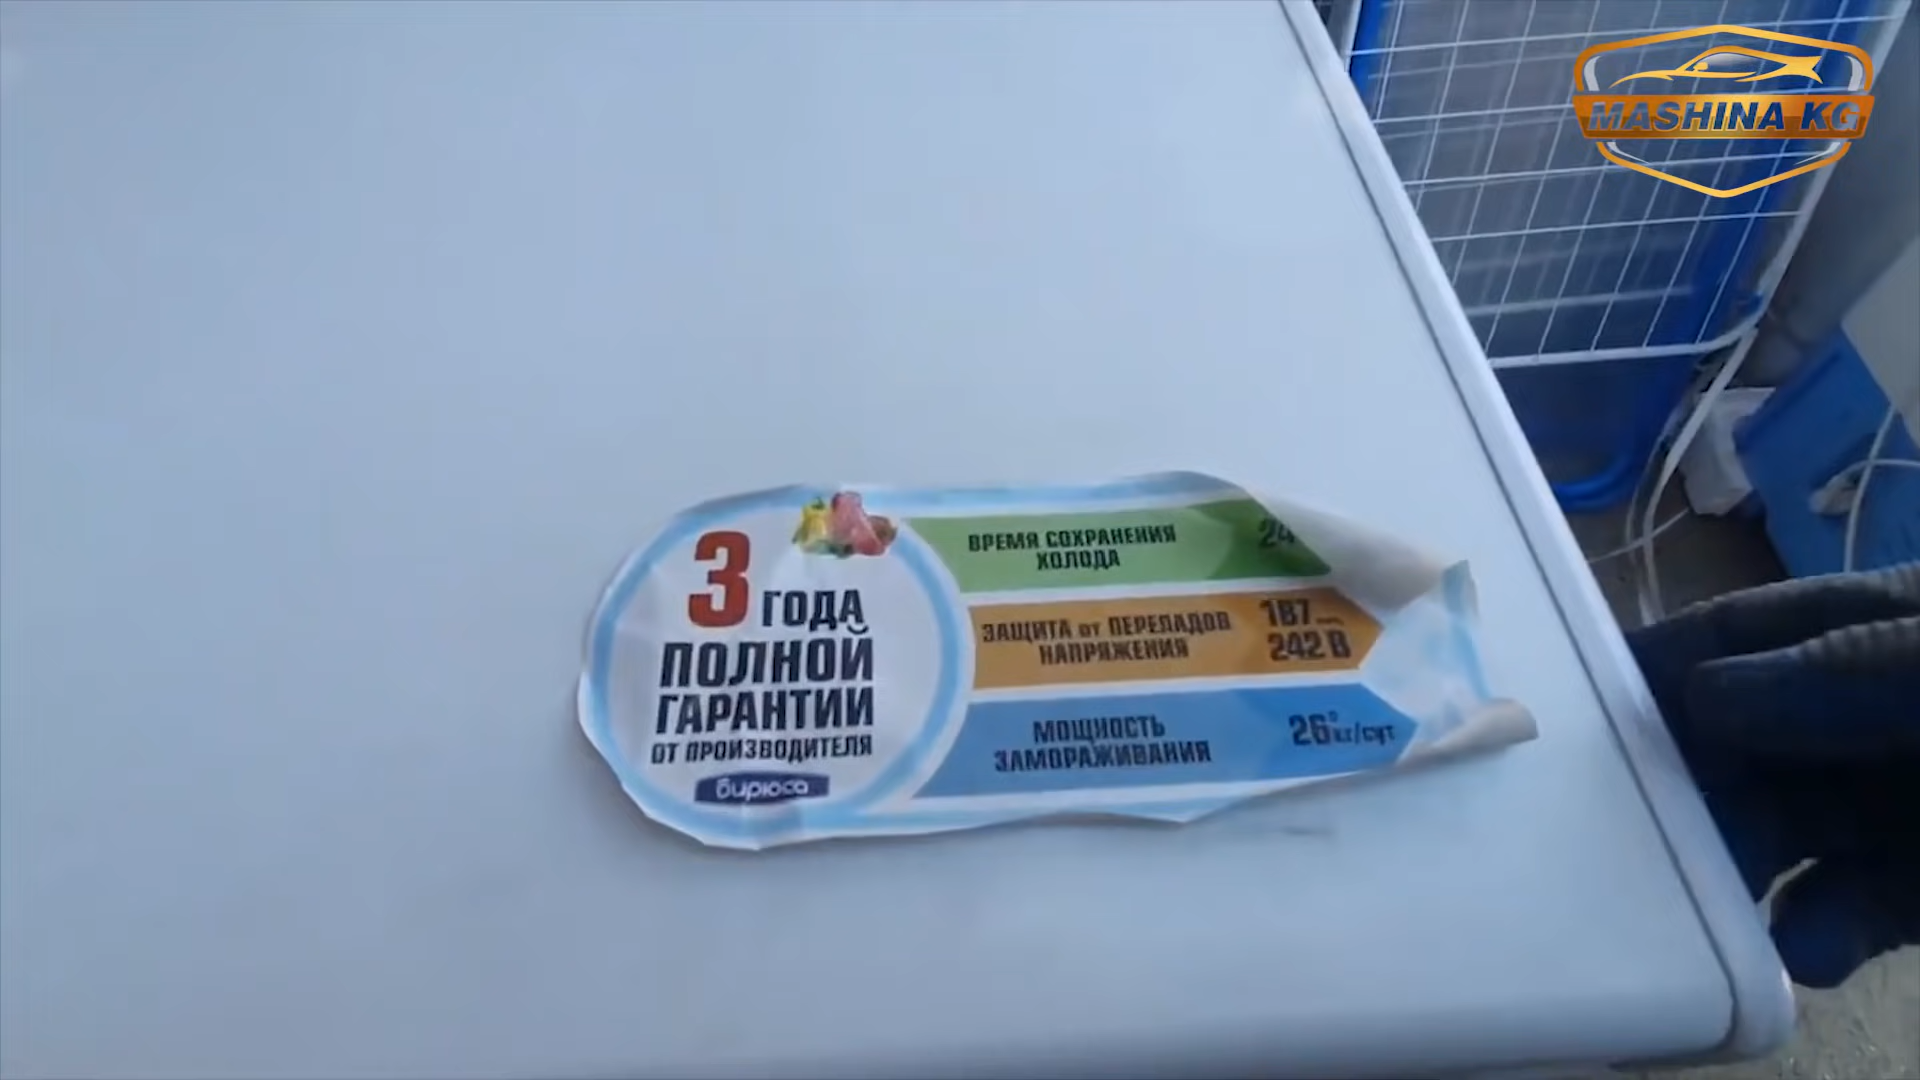 MASHINA KG
3 ГОДА
ПОЛНОЙ
ГАРАНТИИ
ОТ ПРОИЗВОДИТЕЛЯ
бирюса
ВРЕМЯ СОХРАНЕНИЯ
ХОЛОДА
24
ЗАЩИТА от ПЕРЕПАДОВ
НАПРЯЖЕНИЯ
187
242 В
МОЩНОСТЬ
ЗАМОРАЖИВАНИЯ
26 кг/сут